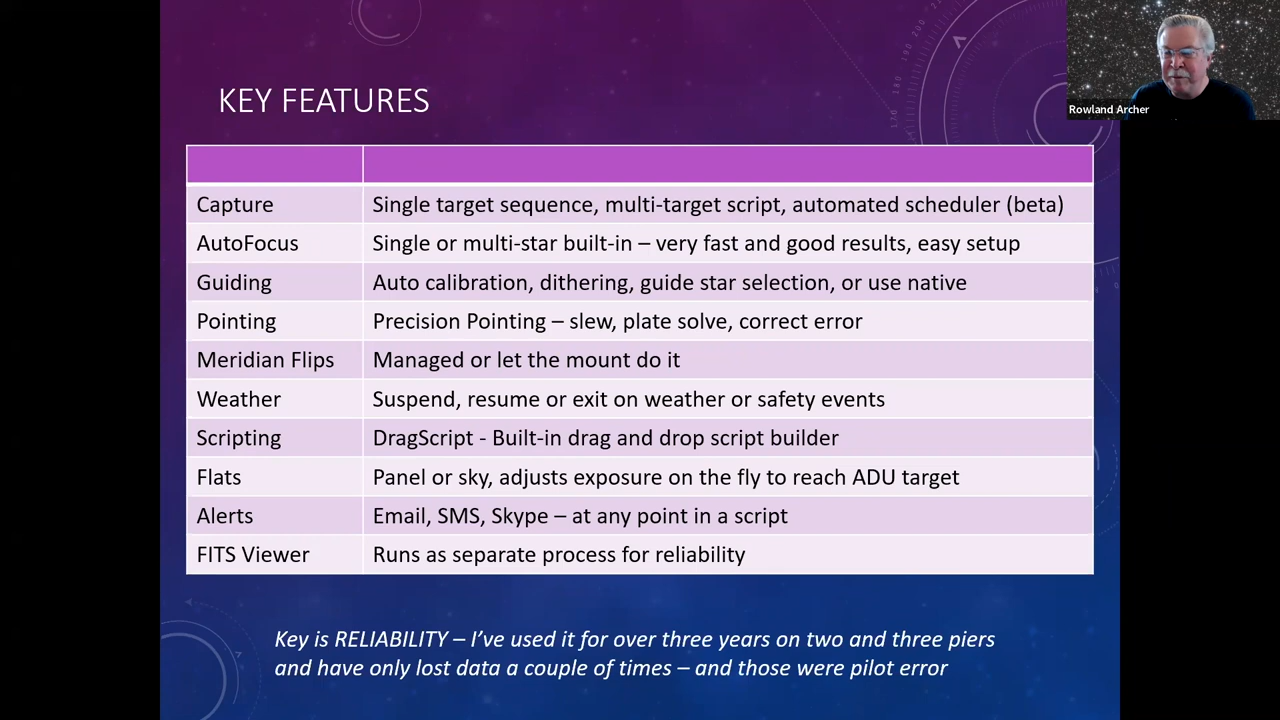 KEY FEATURES
Rowland Archer
Capture Single target sequence, multi-target script, automated scheduler (beta)
AutoFocus Single or multi-star built-in – very fast and good results, easy setup
Guiding Auto calibration, dithering, guide star selection, or use native
Pointing Precision Pointing – slew, plate solve, correct error
Meridian Flips Managed or let the mount do it
Weather Suspend, resume or exit on weather or safety events
Scripting DragScript - Built-in drag and drop script builder
Flats Panel or sky, adjusts exposure on the fly to reach ADU target
Alerts Email, SMS, Skype – at any point in a script
FITS Viewer Runs as separate process for reliability
Key is RELIABILITY – I’ve used it for over three years on two and three piers
and have only lost data a couple of times – and those were pilot error